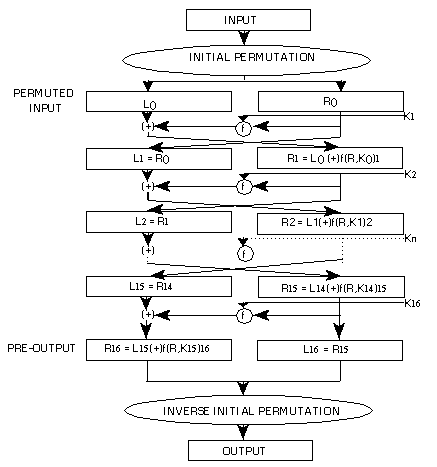 INPUT
INITIAL PERMUTATION
PERMUTED
INPUT
L0
R0
K1
(+)
f
L1 = R0
R1 = L0 (+)f(R,K0)1
K2
(+)
f
L2 = R1
R2 = L1(+)f(R,K1)2
Kn
(+)
f
L15 = R14
R15 = L14(+)f(R,K14)15
K16
(+)
f
PRE-OUTPUT
R16 = L15(+)f(R,K15)16
L16 = R15
INVERSE INITIAL PERMUTATION
OUTPUT